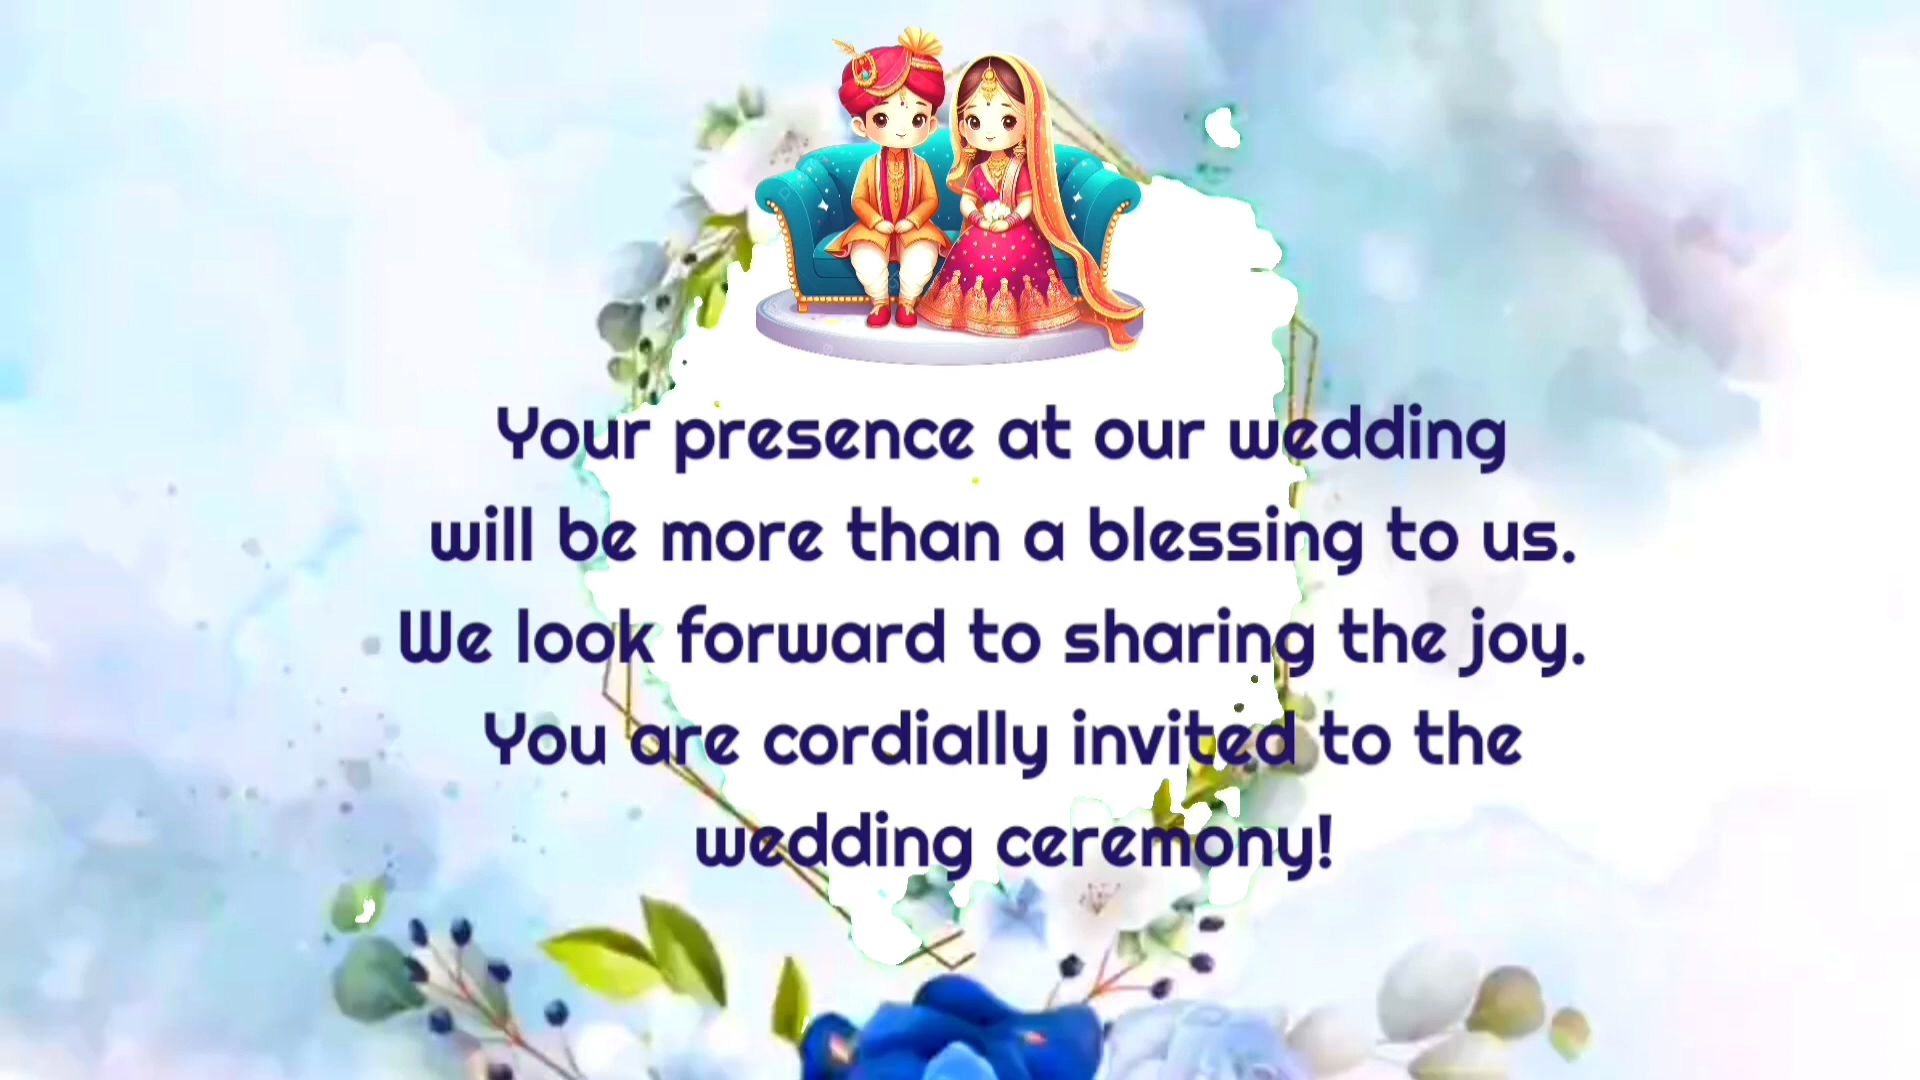 Your presence at our wedding
will be more than a blessing to us.
We look forward to sharing the joy.
You are cordially invited to the
wedding ceremony!